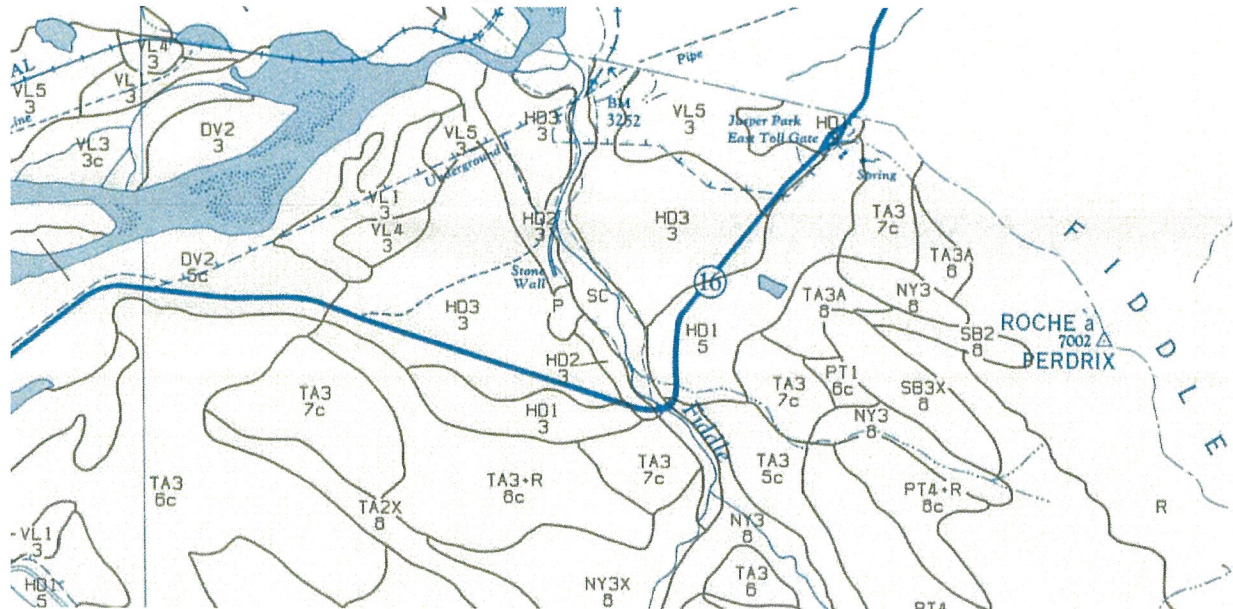 VL4
3
AL
VL
3
VL5
3
ine
VL3
3c
DV2
3
HD3
3
BM
3252
Pipe
VL5
3
Jasper Park
East Toll Gate
HD1
Spring
VL5
3
Underground
VL1
3
VL4
3
HD2
3
HD3
3
TA3
7c
TA3A
6
F
I
D
D
L
E
DV2
5c
Stone
Wall
P
SC
16
TA3A
8
NY3
8
HD3
3
HD1
5
SB2
8
ROCHE à
7002
PERDRIX
HD2
3
PT1
6c
TA3
7c
SB3X
8
TA3
7c
HD1
3
NY3
8
Fiddle
TA3
6c
TA3+R
6c
TA3
7c
TA3
5c
PT4+R
8c
TA2X
8
R
VL1
3
NY3
8
HD1
5
NY3X
8
TA3
6
PT4